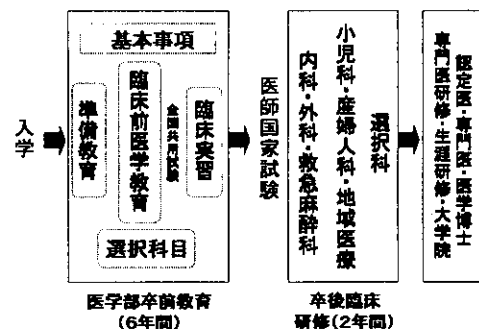 入学
基本事項
準備教育
臨床前医学教育
全国共用試験
臨床実習
選択科目
医学部卒前教育
(6年間)
医師国家試験
内科・外科・救急麻酔科
小児科・産婦人科・地域医療
選択科
卒後臨床
研修(2年間)
専門医研修・生涯研修・大学院
認定医・専門医・医学博士